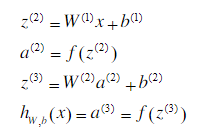 z⁽²⁾ = W⁽¹⁾x + b⁽¹⁾
a⁽²⁾ = f(z⁽²⁾)
z⁽³⁾ = W⁽²⁾a⁽²⁾ + b⁽²⁾
h_{W,b}(x) = a⁽³⁾ = f(z⁽³⁾)